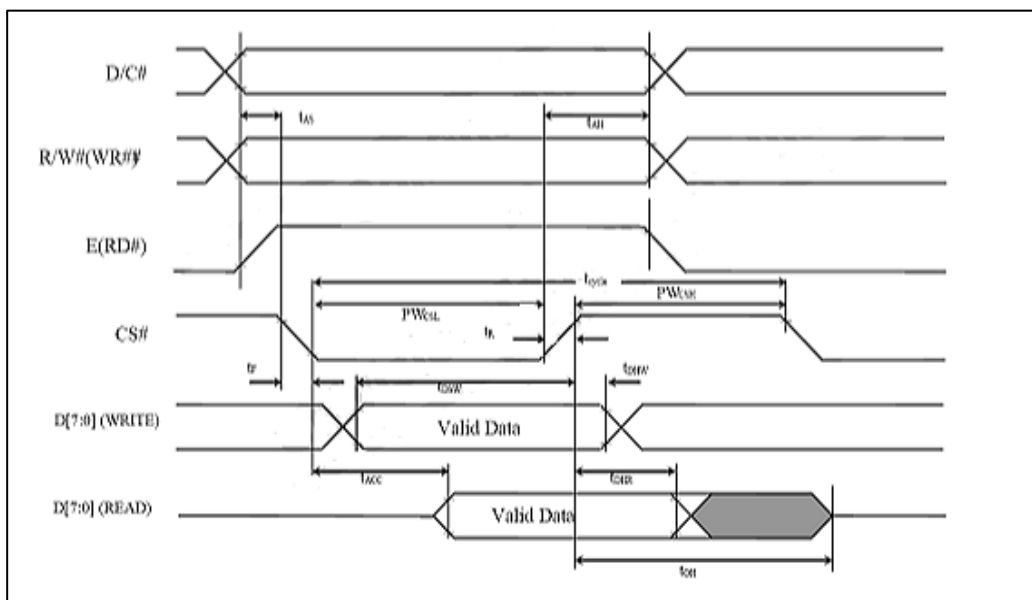 D/C#
tAS
tAH
R/W#(WR#)
E(RD#)
tcycle
PWCSL
PWCSH
CS#
tR
tF
tDSW
tDHW
D[7:0] (WRITE)
Valid Data
tACC
tDHR
D[7:0] (READ)
Valid Data
tOH